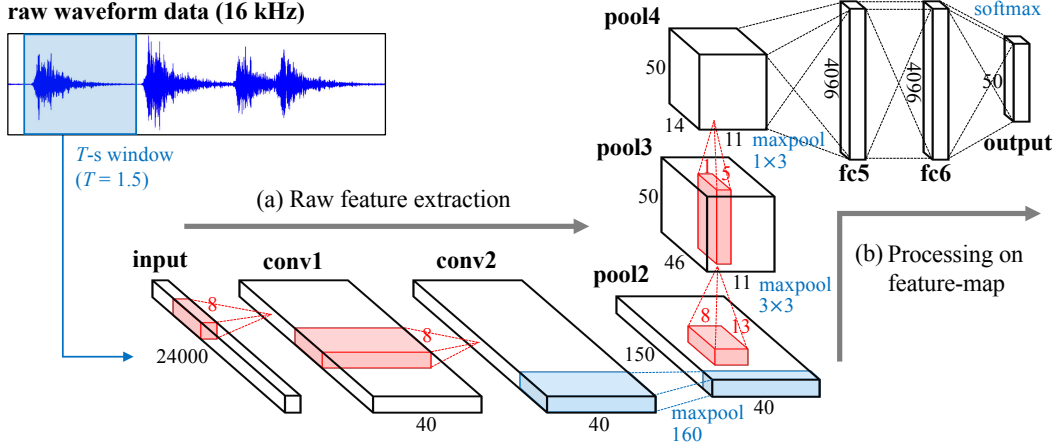 raw waveform data (16 kHz)
T-s window
(T = 1.5)
(a) Raw feature extraction
input
8
24000
conv1
8
40
conv2
40
maxpool
160
pool2
8
13
150
40
pool3
1
5
50
46
11
maxpool
3×3
pool4
50
14
11
maxpool
1×3
4096
fc5
4096
fc6
softmax
50
output
(b) Processing on
feature-map